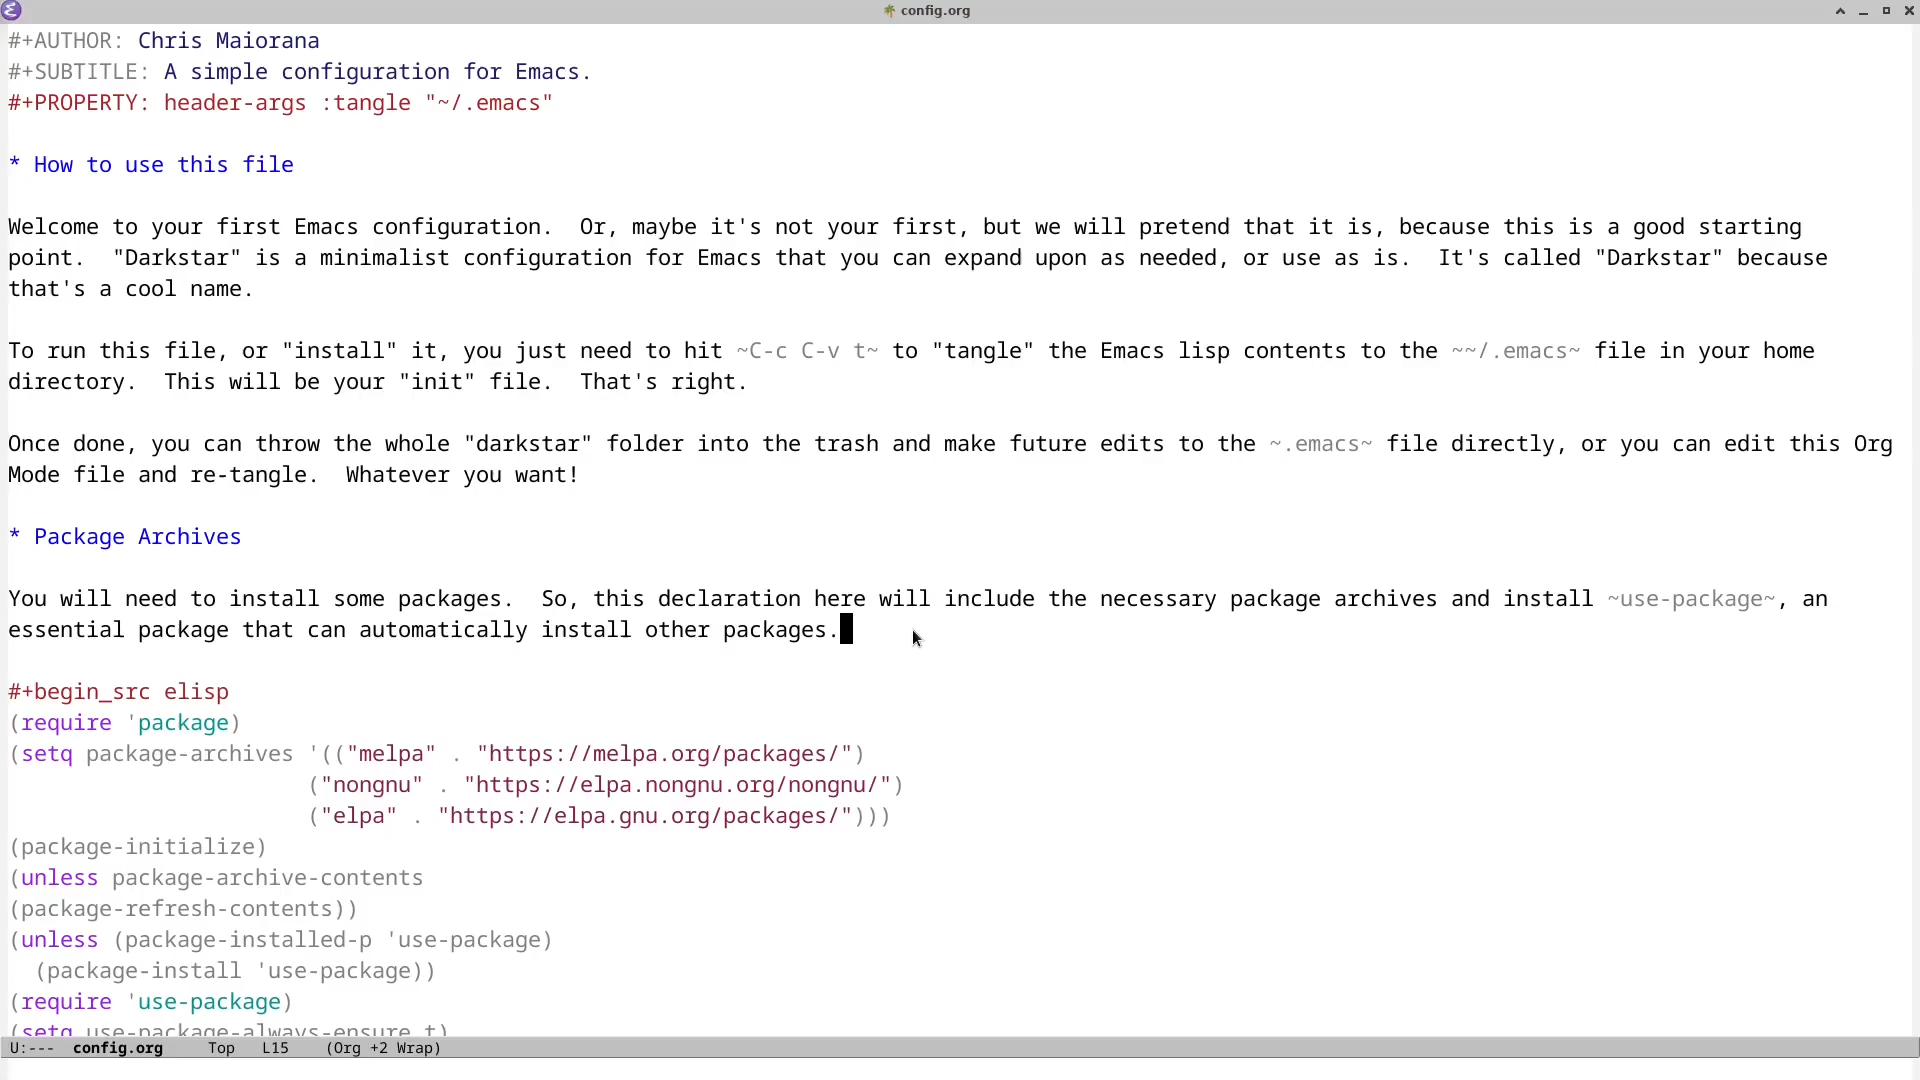 config.org
#+AUTHOR: Chris Maiorana
#+SUBTITLE: A simple configuration for Emacs.
#+PROPERTY: header-args :tangle "~/.emacs"
* How to use this file
Welcome to your first Emacs configuration.  Or, maybe it's not your first, but we will pretend that it is, because this is a good starting
point.  "Darkstar" is a minimalist configuration for Emacs that you can expand upon as needed, or use as is.  It's called "Darkstar" because
that's a cool name.
To run this file, or "install" it, you just need to hit ~C-c C-v t~ to "tangle" the Emacs lisp contents to the ~~/.emacs~ file in your home
directory.  This will be your "init" file.  That's right.
Once done, you can throw the whole "darkstar" folder into the trash and make future edits to the ~.emacs~ file directly, or you can edit this Org
Mode file and re-tangle.  Whatever you want!
* Package Archives
You will need to install some packages.  So, this declaration here will include the necessary package archives and install ~use-package~, an
essential package that can automatically install other packages.
#+begin_src elisp
(require 'package)
(setq package-archives '(("melpa" . "https://melpa.org/packages/")
                       ("nongnu" . "https://elpa.nongnu.org/nongnu/")
                       ("elpa" . "https://elpa.gnu.org/packages/")))
(package-initialize)
(unless package-archive-contents
(package-refresh-contents))
(unless (package-installed-p 'use-package)
  (package-install 'use-package))
(require 'use-package)
(setq use-package-always-ensure t)
U:---  config.org    Top  L15   (Org +2 Wrap)